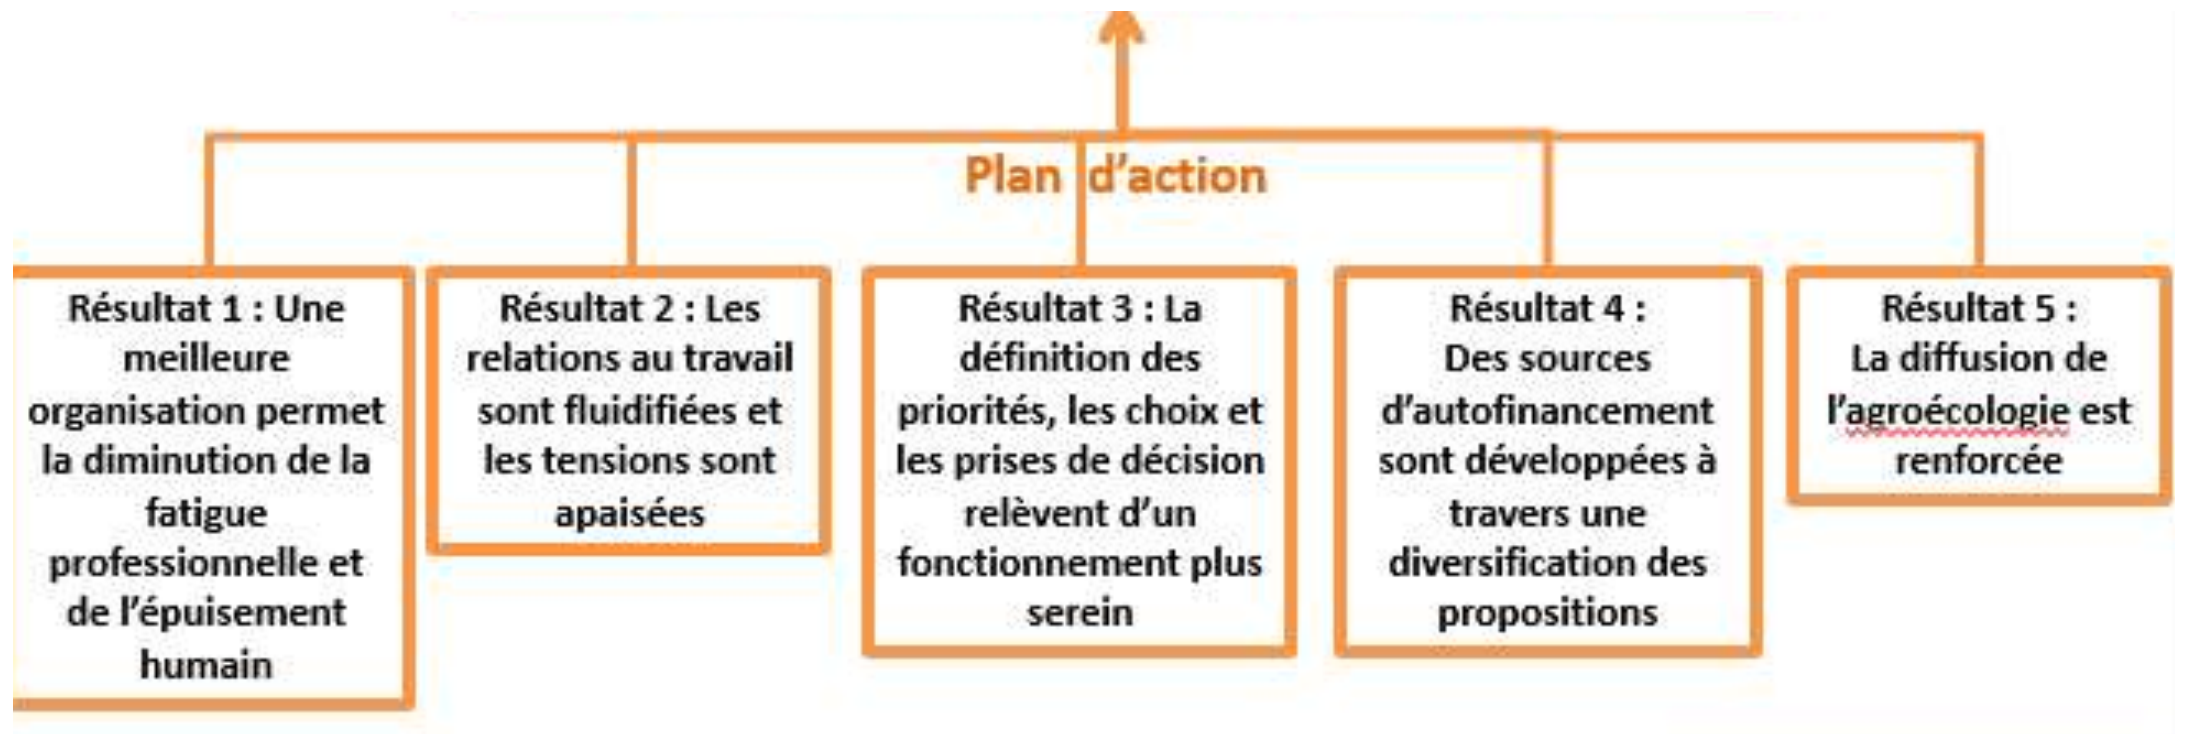 Plan d'action
Résultat 1 : Une
meilleure
organisation permet
la diminution de la
fatigue
professionnelle et
de l'épuisement
humain
Résultat 2 : Les
relations au travail
sont fluidifiées et
les tensions sont
apaisées
Résultat 3 : La
définition des
priorités, les choix et
les prises de décision
relèvent d'un
fonctionnement plus
serein
Résultat 4 :
Des sources
d'autofinancement
sont développées à
travers une
diversification des
propositions
Résultat 5 :
La diffusion de
l'agroécologie est
renforcée